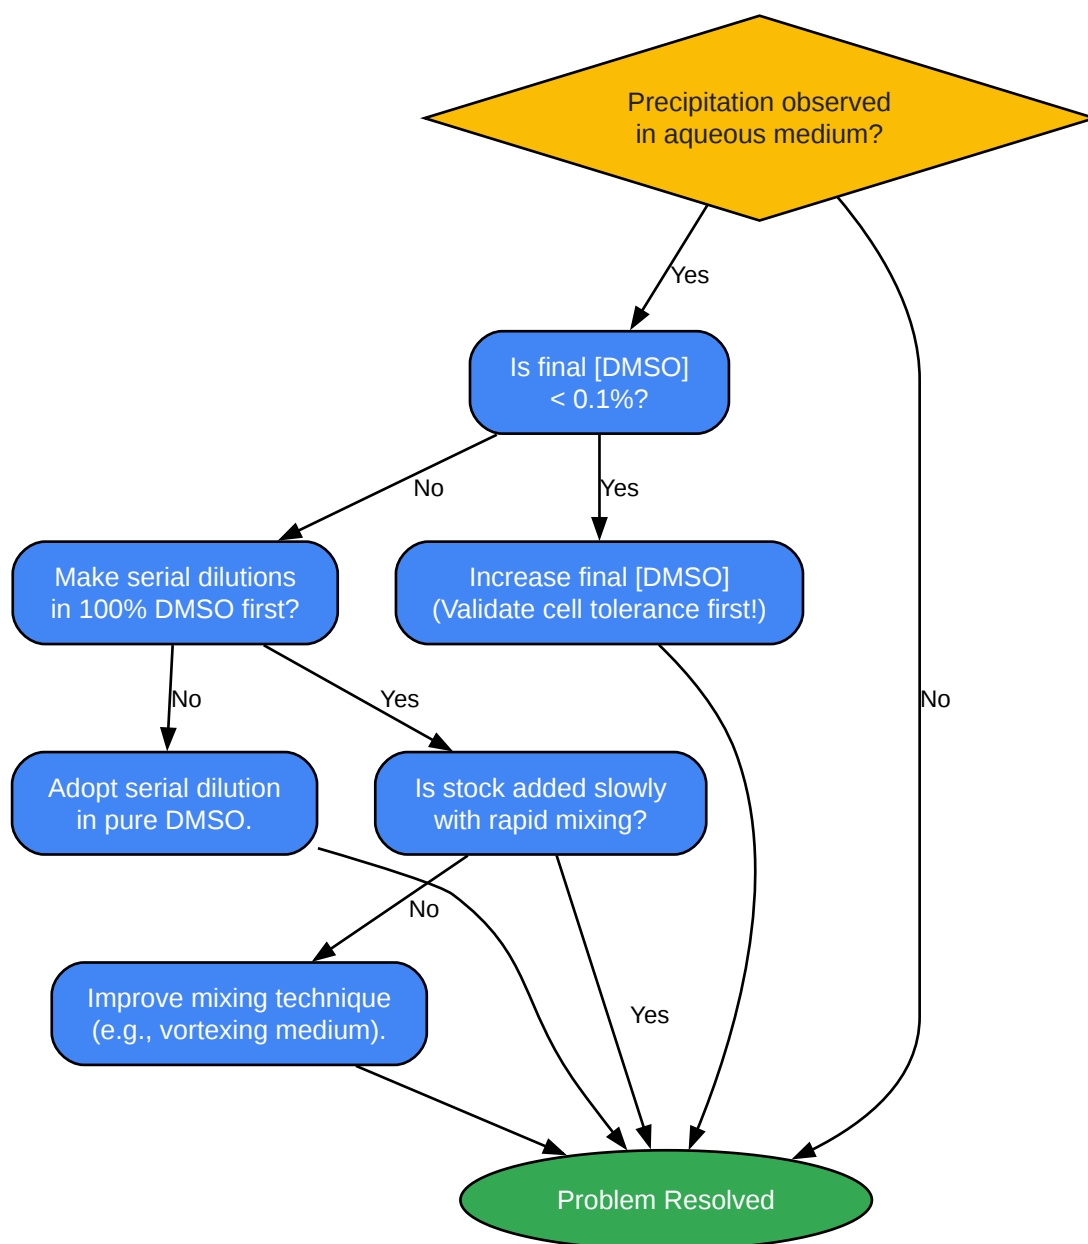 Precipitation observed
in aqueous medium?
Yes
Is final [DMSO]
< 0.1%?
No
Yes
Make serial dilutions
in 100% DMSO first?
Increase final [DMSO]
(Validate cell tolerance first!)
No
Yes
No
Adopt serial dilution
in pure DMSO.
Is stock added slowly
with rapid mixing?
No
Improve mixing technique
(e.g., vortexing medium).
Yes
Problem Resolved